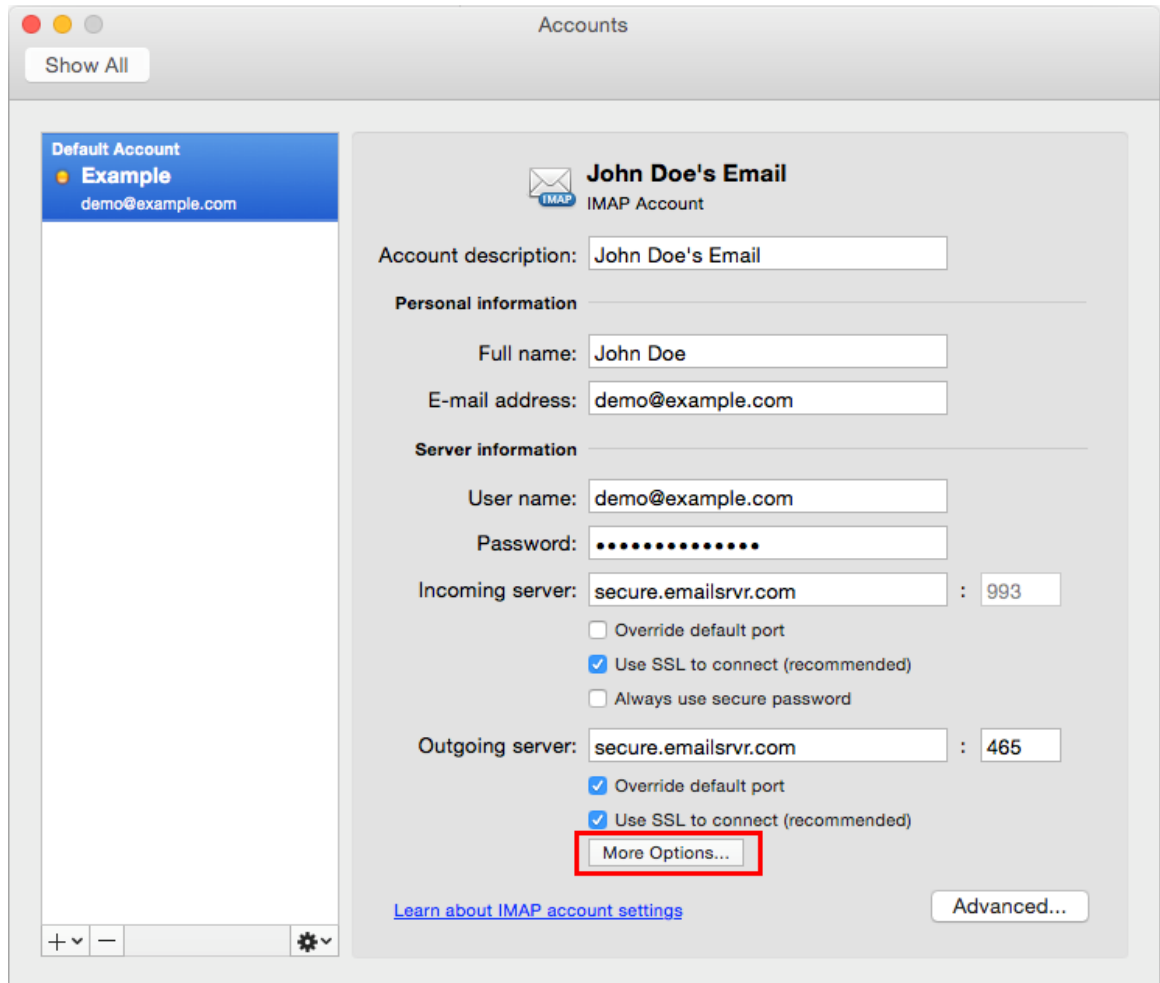 Accounts
Show All
Default Account
Example
demo@example.com
John Doe's Email
IMAP
IMAP Account
Account description: John Doe's Email
Personal information
Full name: John Doe
E-mail address: demo@example.com
Server information
User name: demo@example.com
Password: ••••••••••••••
Incoming server: secure.emailsrvr.com : 993
Override default port
Use SSL to connect (recommended)
Always use secure password
Outgoing server: secure.emailsrvr.com : 465
Override default port
Use SSL to connect (recommended)
More Options...
Learn about IMAP account settings
Advanced...